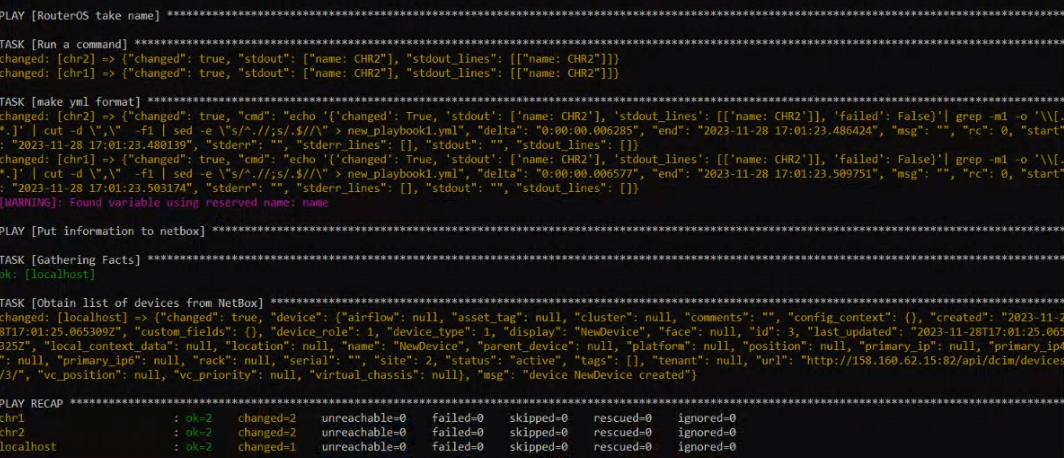 PLAY [RouterOS take name] *********************************************************************************************************
TASK [Run a command] **************************************************************************************************************
changed: [chr2] => {"changed": true, "stdout": ["name: CHR2"], "stdout_lines": [["name: CHR2"]]}
changed: [chr1] => {"changed": true, "stdout": ["name: CHR2"], "stdout_lines": [["name: CHR2"]]}
TASK [make yml format] ************************************************************************************************************
changed: [chr2] => {"changed": true, "cmd": "echo '{'changed': True, 'stdout': ['name: CHR2'], 'stdout_lines': [['name: CHR2']], 'failed': False}'| grep -m1 -o '\\[.
*.]' | cut -d \",\"  -f1 | sed -e \"s/^.//;s/.$//\" > new_playbook1.yml", "delta": "0:00:00.006285", "end": "2023-11-28 17:01:23.486424", "msg": "", "rc": 0, "start"
: "2023-11-28 17:01:23.480139", "stderr": "", "stderr_lines": [], "stdout": "", "stdout_lines": []}
changed: [chr1] => {"changed": true, "cmd": "echo '{'changed': True, 'stdout': ['name: CHR2'], 'stdout_lines': [['name: CHR2']], 'failed': False}'| grep -m1 -o '\\[.
*.]' | cut -d \",\"  -f1 | sed -e \"s/^.//;s/.$//\" > new_playbook1.yml", "delta": "0:00:00.006577", "end": "2023-11-28 17:01:23.509751", "msg": "", "rc": 0, "start"
: "2023-11-28 17:01:23.503174", "stderr": "", "stderr_lines": [], "stdout": "", "stdout_lines": []}
[WARNING]: Found variable using reserved name: name
PLAY [Put information to netbox] **************************************************************************************************
TASK [Gathering Facts] ************************************************************************************************************
ok: [localhost]
TASK [Obtain list of devices from NetBox] *****************************************************************************************
changed: [localhost] => {"changed": true, "device": {"airflow": null, "asset_tag": null, "cluster": null, "comments": "", "config_context": {}, "created": "2023-11-2
8T17:01:25.065309Z", "custom_fields": {}, "device_role": 1, "device_type": 1, "display": "NewDevice", "face": null, "id": 3, "last_updated": "2023-11-28T17:01:25.065
325Z", "local_context_data": null, "location": null, "name": "NewDevice", "parent_device": null, "platform": null, "position": null, "primary_ip": null, "primary_ip4
": null, "primary_ip6": null, "rack": null, "serial": "", "site": 2, "status": "active", "tags": [], "tenant": null, "url": "http://158.160.62.15:82/api/dcim/devices
/3/", "vc_position": null, "vc_priority": null, "virtual_chassis": null}, "msg": "device NewDevice created"}
PLAY RECAP ************************************************************************************************************************
chr1 : ok=2 changed=2 unreachable=0 failed=0 skipped=0 rescued=0 ignored=0
chr2 : ok=2 changed=2 unreachable=0 failed=0 skipped=0 rescued=0 ignored=0
localhost : ok=2 changed=1 unreachable=0 failed=0 skipped=0 rescued=0 ignored=0